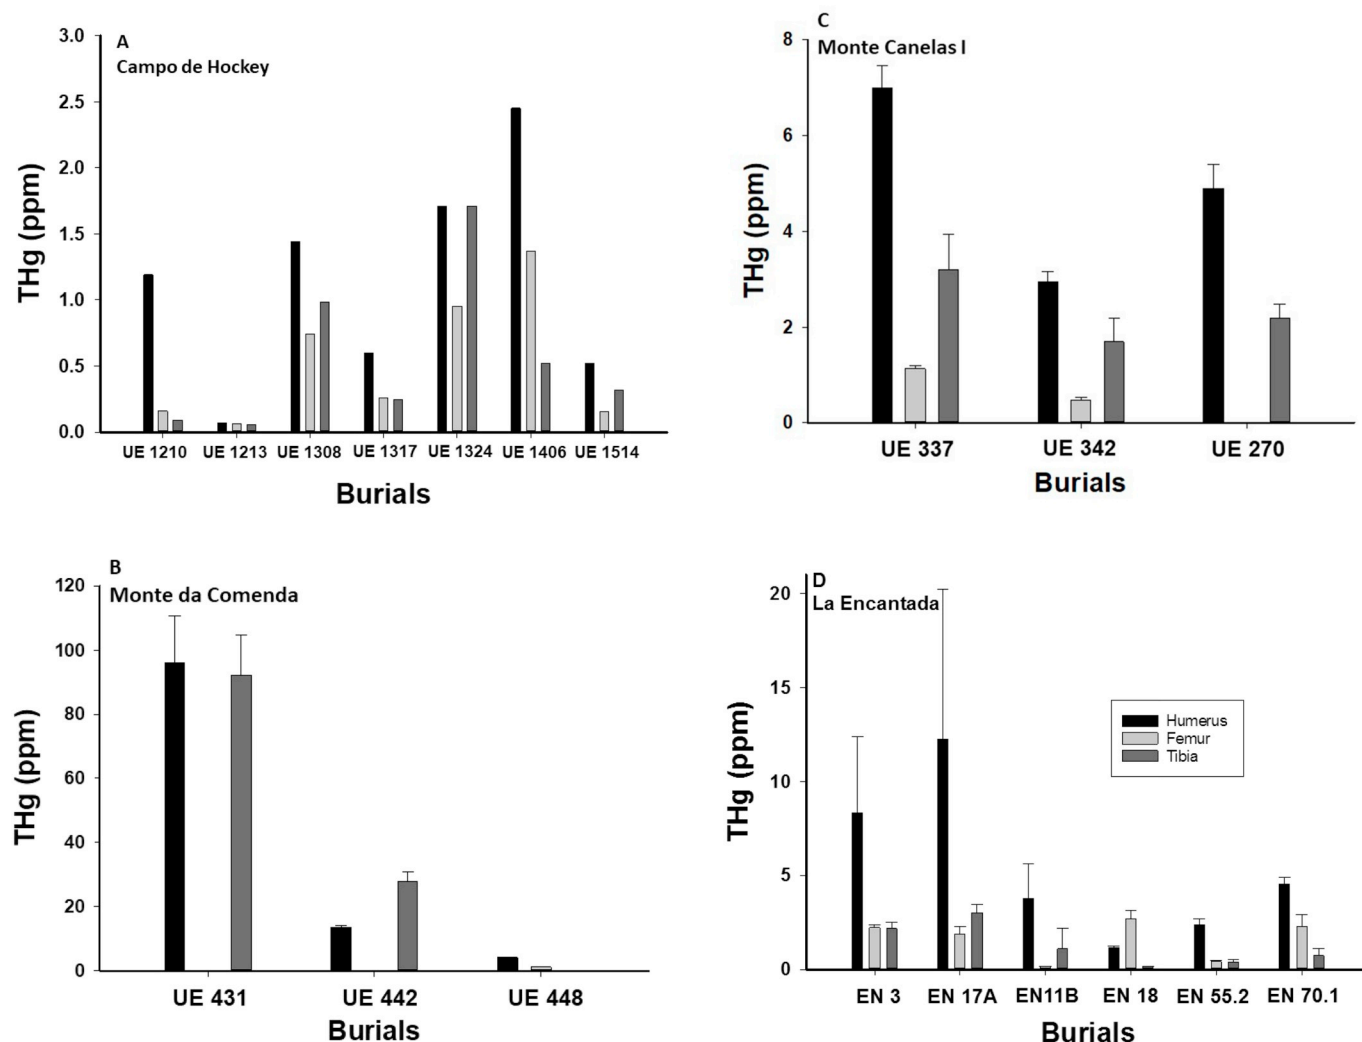 A
Campo de Hockey
3.0
2.5
2.0
1.5
1.0
0.5
0.0
THg (ppm)
UE 1210 UE 1213 UE 1308 UE 1317 UE 1324 UE 1406 UE 1514
Burials
C
Monte Canelas I
8
6
4
2
0
THg (ppm)
UE 337 UE 342 UE 270
Burials
B
Monte da Comenda
120
100
80
60
40
20
0
THg (ppm)
UE 431 UE 442 UE 448
Burials
D
La Encantada
20
15
10
5
0
THg (ppm)
Humerus
Femur
Tibia
EN 3 EN 17A EN11B EN 18 EN 55.2 EN 70.1
Burials